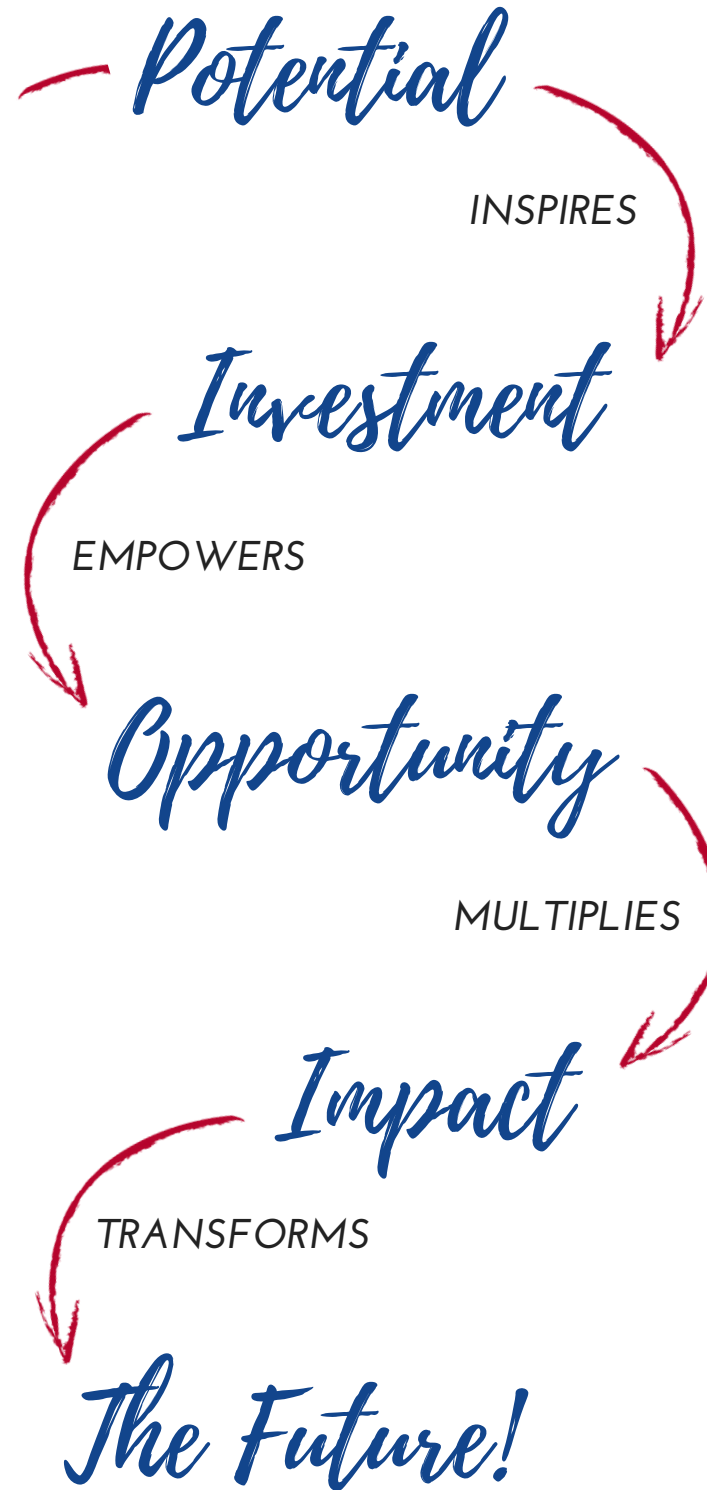 Potential
INSPIRES
Investment
EMPOWERS
Opportunity
MULTIPLIES
Impact
TRANSFORMS
The Future!